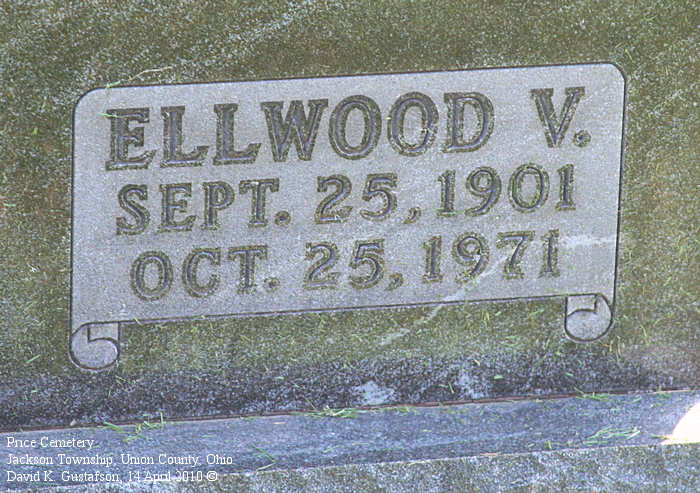 ELLWOOD V.
SEPT. 25, 1901
OCT. 25, 1971
Price Cemetery
Jackson Township, Union County, Ohio
David K. Gustafson, 14 April 2010 ©